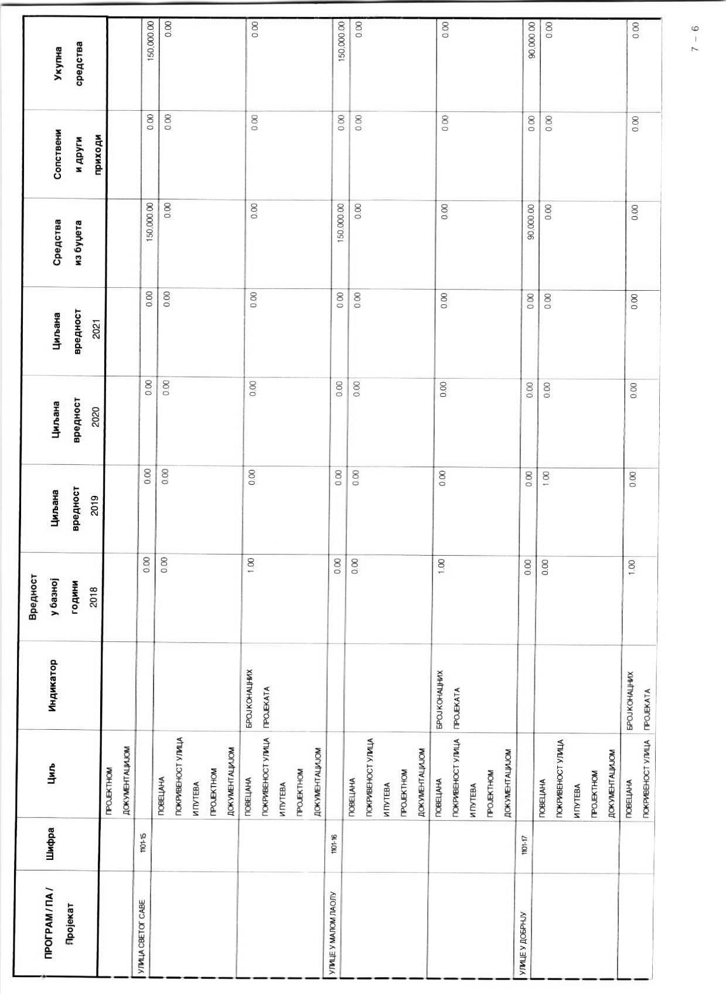 ПРОГРАМ / ПА / Пројекат Шифра Циљ Индикатор Вредност у базној години 2018 Циљана вредност 2019 Циљана вредност 2020 Циљана вредност 2021 Средства из буџета Сопствени и други приходи Укупна средства
ПРОЈЕКТНОМ
ДОКУМЕНТАЦИЈОМ
УЛИЦА СВЕТОГ САВЕ 1101-15 0.00 0.00 0.00 0.00 150,000.00 0.00 150,000.00
ПОВЕЦАНА 0.00 0.00 0.00 0.00 0.00 0.00 0.00
ПОКРИВЕНОСТ УЛИЦА
И ПУТЕВА
ПРОЈЕКТНОМ
ДОКУМЕНТАЦИЈОМ
ПОВЕЦАНА БРОЈ КОНАЦНИХ 1.00 0.00 0.00 0.00 0.00 0.00 0.00
ПОКРИВЕНОСТ УЛИЦА ПРОЈЕКАТА
И ПУТЕВА
ПРОЈЕКТНОМ
ДОКУМЕНТАЦИЈОМ
УЛИЦЕ У МАЛОМ ЛАОЛУ 1101-16 0.00 0.00 0.00 0.00 150,000.00 0.00 150,000.00
ПОВЕЦАНА 0.00 0.00 0.00 0.00 0.00 0.00 0.00
ПОКРИВЕНОСТ УЛИЦА
И ПУТЕВА
ПРОЈЕКТНОМ
ДОКУМЕНТАЦИЈОМ
ПОВЕЦАНА БРОЈ КОНАЦНИХ 1.00 0.00 0.00 0.00 0.00 0.00 0.00
ПОКРИВЕНОСТ УЛИЦА ПРОЈЕКАТА
И ПУТЕВА
ПРОЈЕКТНОМ
ДОКУМЕНТАЦИЈОМ
УЛИЦЕ У ДОБРНЈУ 1101-17 0.00 0.00 0.00 0.00 90,000.00 0.00 90,000.00
ПОВЕЦАНА 0.00 1.00 0.00 0.00 0.00 0.00 0.00
ПОКРИВЕНОСТ УЛИЦА
И ПУТЕВА
ПРОЈЕКТНОМ
ДОКУМЕНТАЦИЈОМ
ПОВЕЦАНА БРОЈ КОНАЦНИХ 1.00 0.00 0.00 0.00 0.00 0.00 0.00
ПОКРИВЕНОСТ УЛИЦА ПРОЈЕКАТА
7 - 6